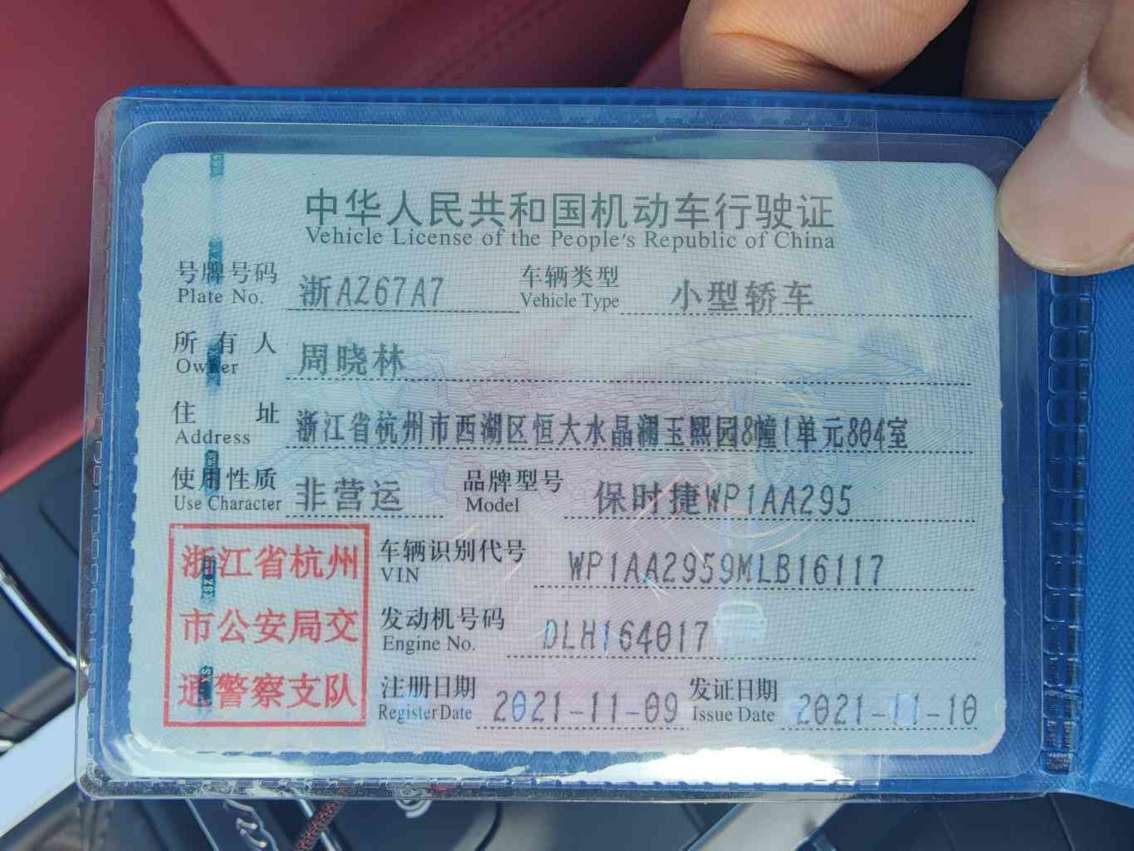 中华人民共和国机动车行驶证
Vehicle License of the People's Republic of China
号牌号码 浙AZ67A7 车辆类型 小型轿车
Plate No. Vehicle Type
所有人 周晓林
Owner
住址 浙江省杭州市西湖区恒大水晶澜玉熙园8幢1单元804室
Address
使用性质 非营运 品牌型号 保时捷WP1AA295
Use Character Model
浙江省杭州
市公安局交
通警察支队
车辆识别代号 WP1AA2959MLB16117
VIN
发动机号码 DLH164017
Engine No.
注册日期 2021-11-09 发证日期 2021-11-10
Register Date Issue Date